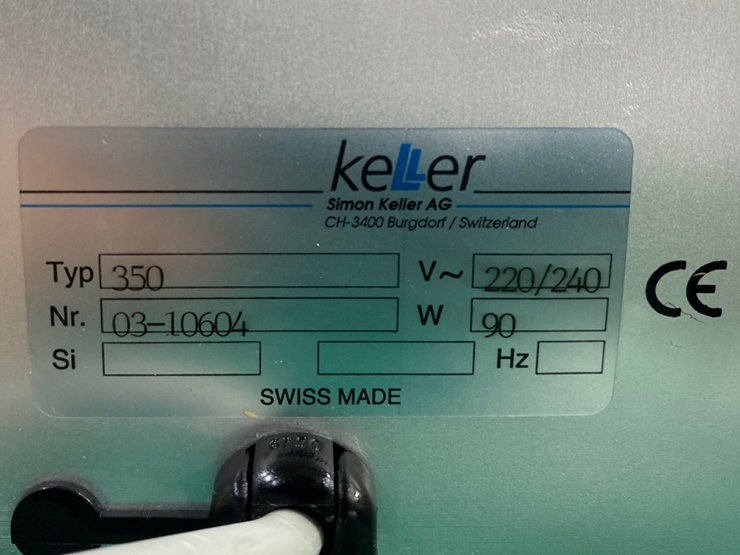 keLLer
Simon Keller AG
CH-3400 Burgdorf / Switzerland
Typ 350 V~ 220/240
Nr. 03-10604 W 90
Si Hz
SWISS MADE
CE